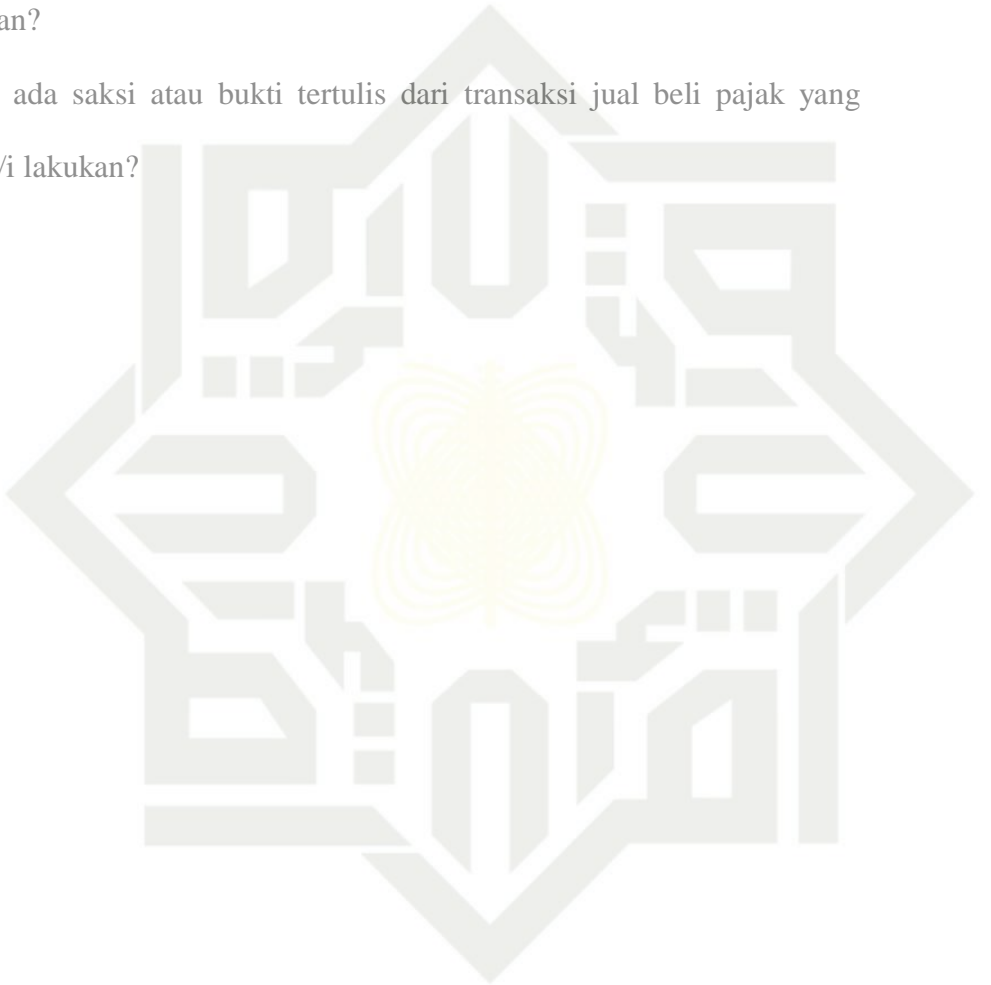 an?
ada saksi atau bukti tertulis dari transaksi jual beli pajak yang
/i lakukan?